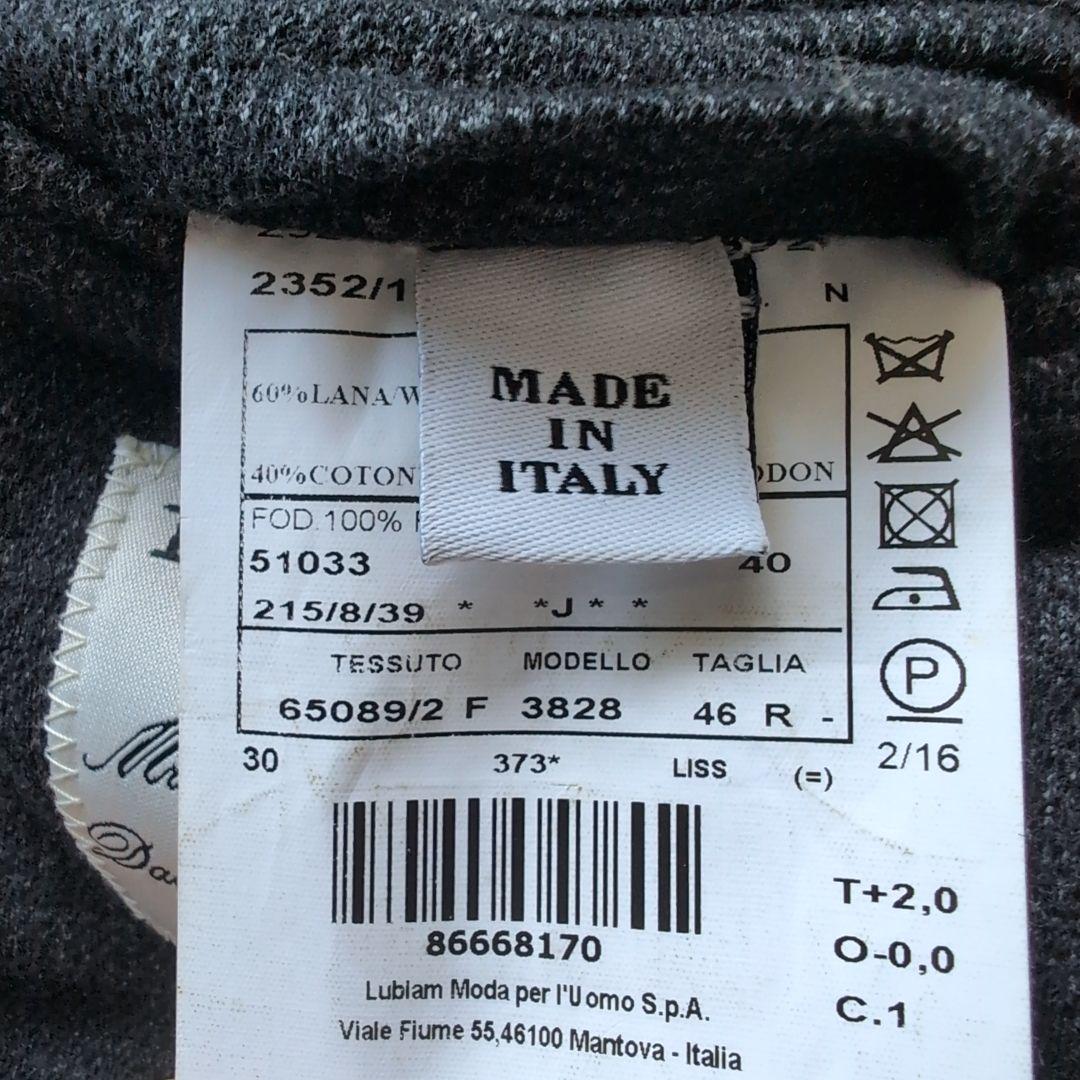 2352/1
N
60%LANA/W
MADE
IN
ITALY
40%COTON
ODON
FOD.100%
51033
40
215/8/39 * *J* *
TESSUTO MODELLO TAGLIA
65089/2 F 3828 46 R -
30 373* LISS (=)
P
2/16
86668170
T+2,0
O-0,0
C.1
Lubiam Moda per l'Uomo S.p.A.
Viale Fiume 55,46100 Mantova - Italia